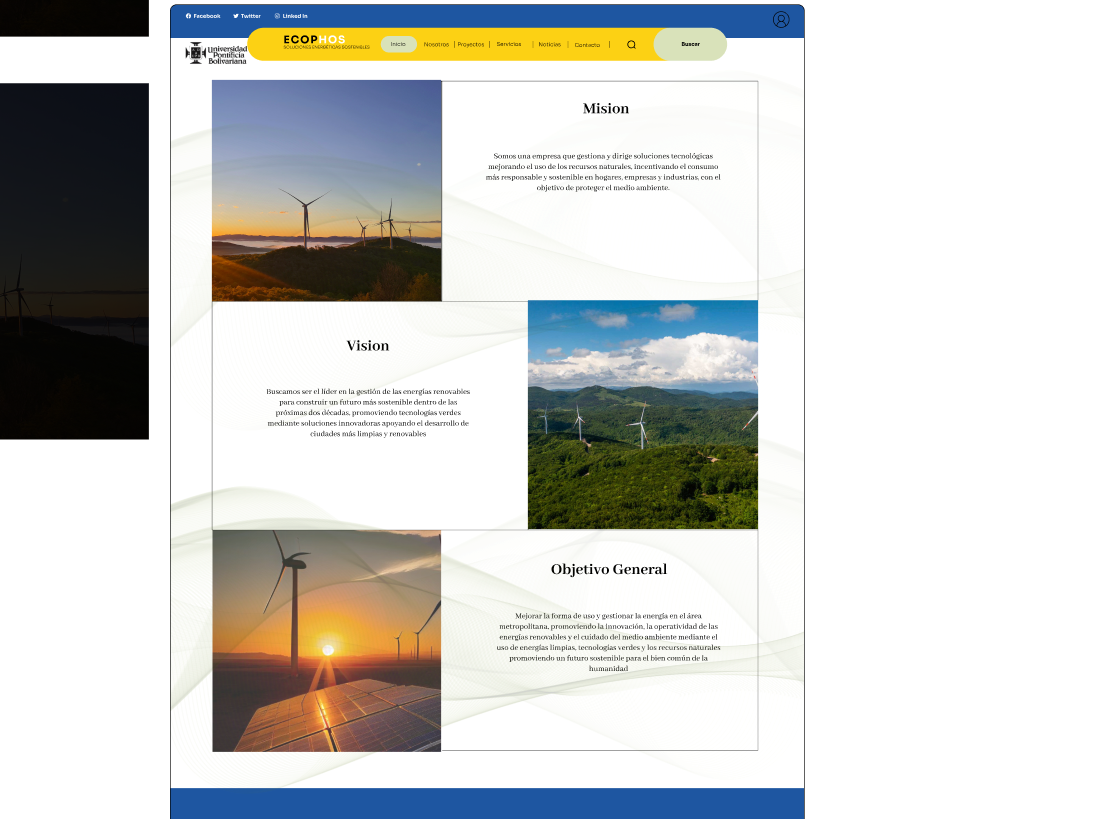 Facebook Twitter Linked In
Universidad
Pontificia
Bolivariana
ECOPHOS
SOLUCIONES ENERGÉTICAS SOSTENIBLES
Inicio Nosotros | Proyectos | Servicios | Noticias | Contacto | Buscar
Mision
Somos una empresa que gestiona y dirige soluciones tecnológicas
mejorando el uso de los recursos naturales, incentivando el consumo
más responsable y sostenible en hogares, empresas y industrias, con el
objetivo de proteger el medio ambiente.
Vision
Buscamos ser el líder en la gestión de las energías renovables
para construir un futuro más sostenible dentro de las
próximas dos décadas, promoviendo tecnologías verdes
mediante soluciones innovadoras apoyando el desarrollo de
ciudades más limpias y renovables
Objetivo General
Mejorar la forma de uso y gestionar la energía en el área
metropolitana, promoviendo la innovación, la operatividad de las
energías renovables y el cuidado del medio ambiente mediante el
uso de energías limpias, tecnologías verdes y los recursos naturales
promoviendo un futuro sostenible para el bien común de la
humanidad